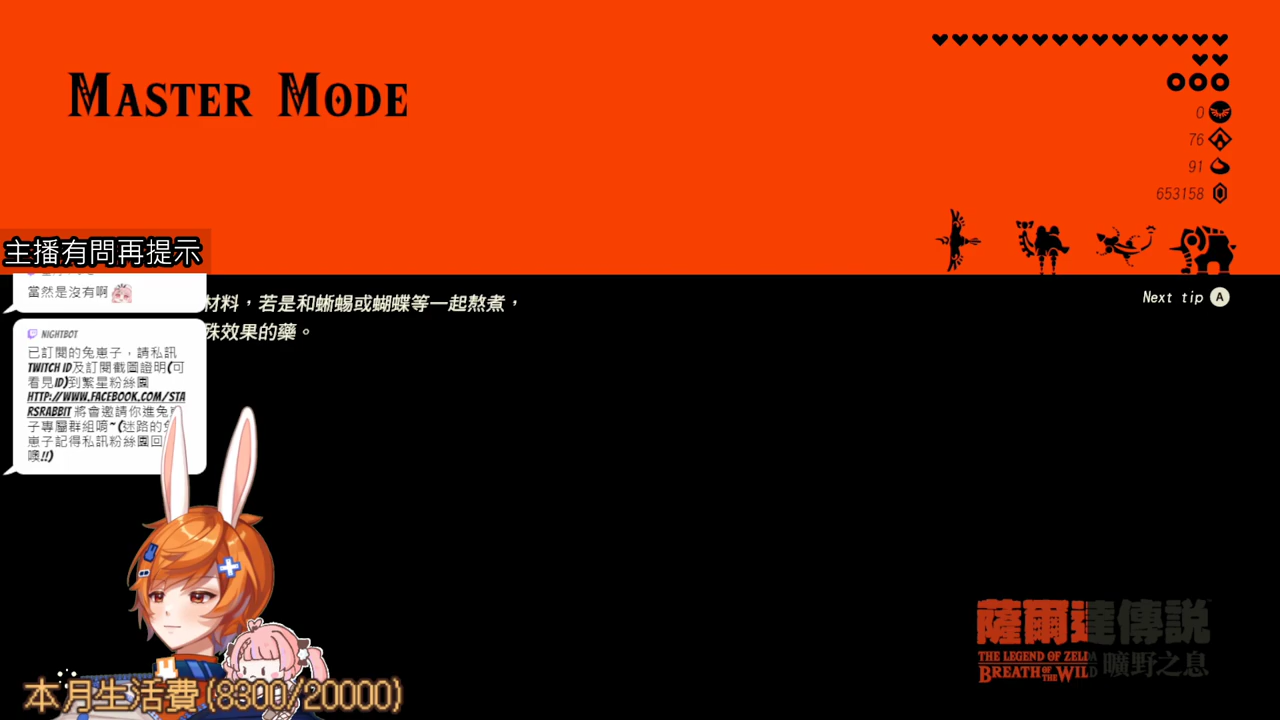 MASTER MODE
0
76
91
653158
主播有問再提示
當然是沒有啊
材料，若是和蜥蜴或蝴蝶等一起熬煮，
殊效果的藥。
Next tip A
NIGHTBOT
已訂閱的兔崽子，請私訊
TWITCH ID及訂閱截圖證明(可
看見ID)到繁星粉絲團
HTTP://WWW.FACEBOOK.COM/STA
RSRABBIT 將會邀請你進兔
子專屬群組唷~(迷路的
崽子記得私訊粉絲團回
噢!!)
薩爾達傳說
THE LEGEND OF ZELDA
BREATH OF THE WILD 曠野之息
本月生活費 (8300/20000)